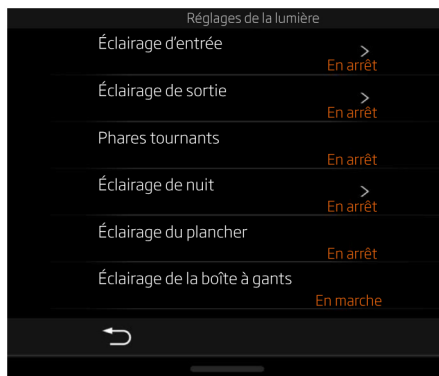 Réglages de la lumière
Éclairage d'entrée
En arrêt
Éclairage de sortie
En arrêt
Phares tournants
En arrêt
Éclairage de nuit
En arrêt
Éclairage du plancher
En arrêt
Éclairage de la boîte à gants
En marche